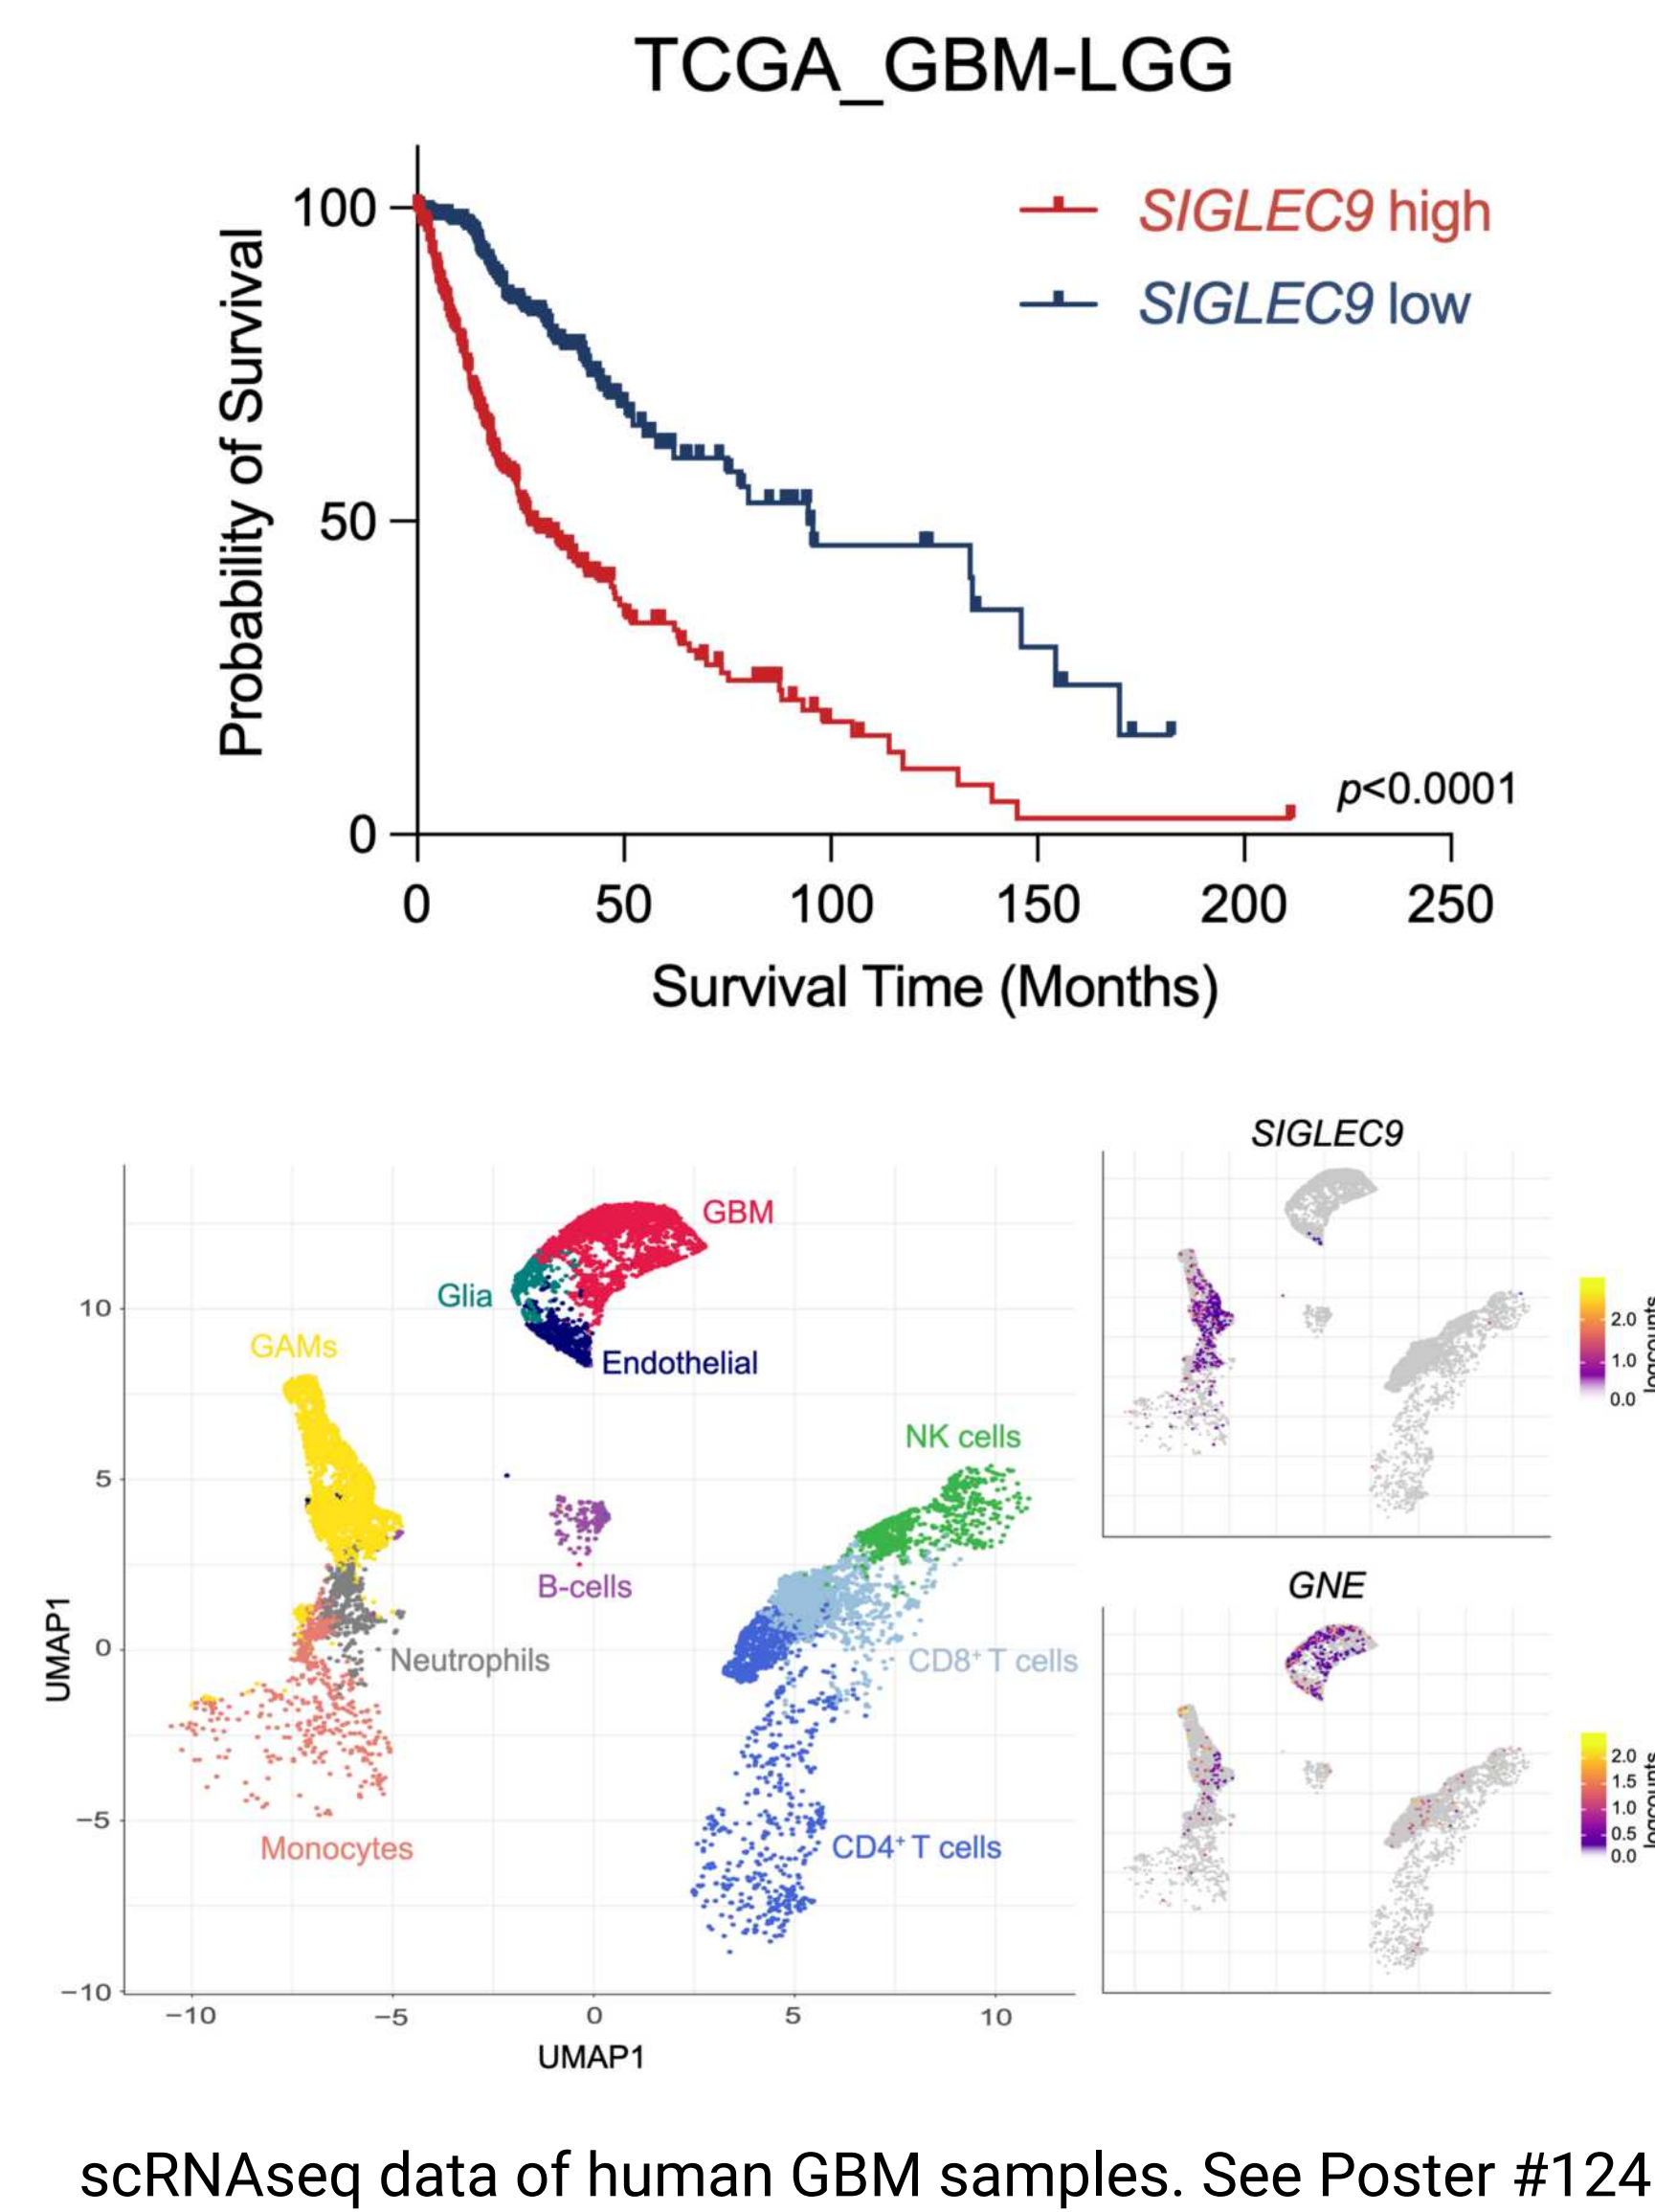 TCGA_GBM-LGG
SIGLEC9 high
SIGLEC9 low
Probability of Survival
100
50
0
p<0.0001
0 50 100 150 200 250
Survival Time (Months)
SIGLEC9
GBM
Glia
Endothelial
GAMs
NK cells
B-cells
Neutrophils
CD8+ T cells
Monocytes
CD4+ T cells
10
5
0
−5
−10
UMAP1
−10 −5 0 5 10
UMAP1
2.0
1.0
0.0
logcounts
GNE
2.0
1.5
1.0
0.5
0.0
logcounts
scRNAseq data of human GBM samples. See Poster #124